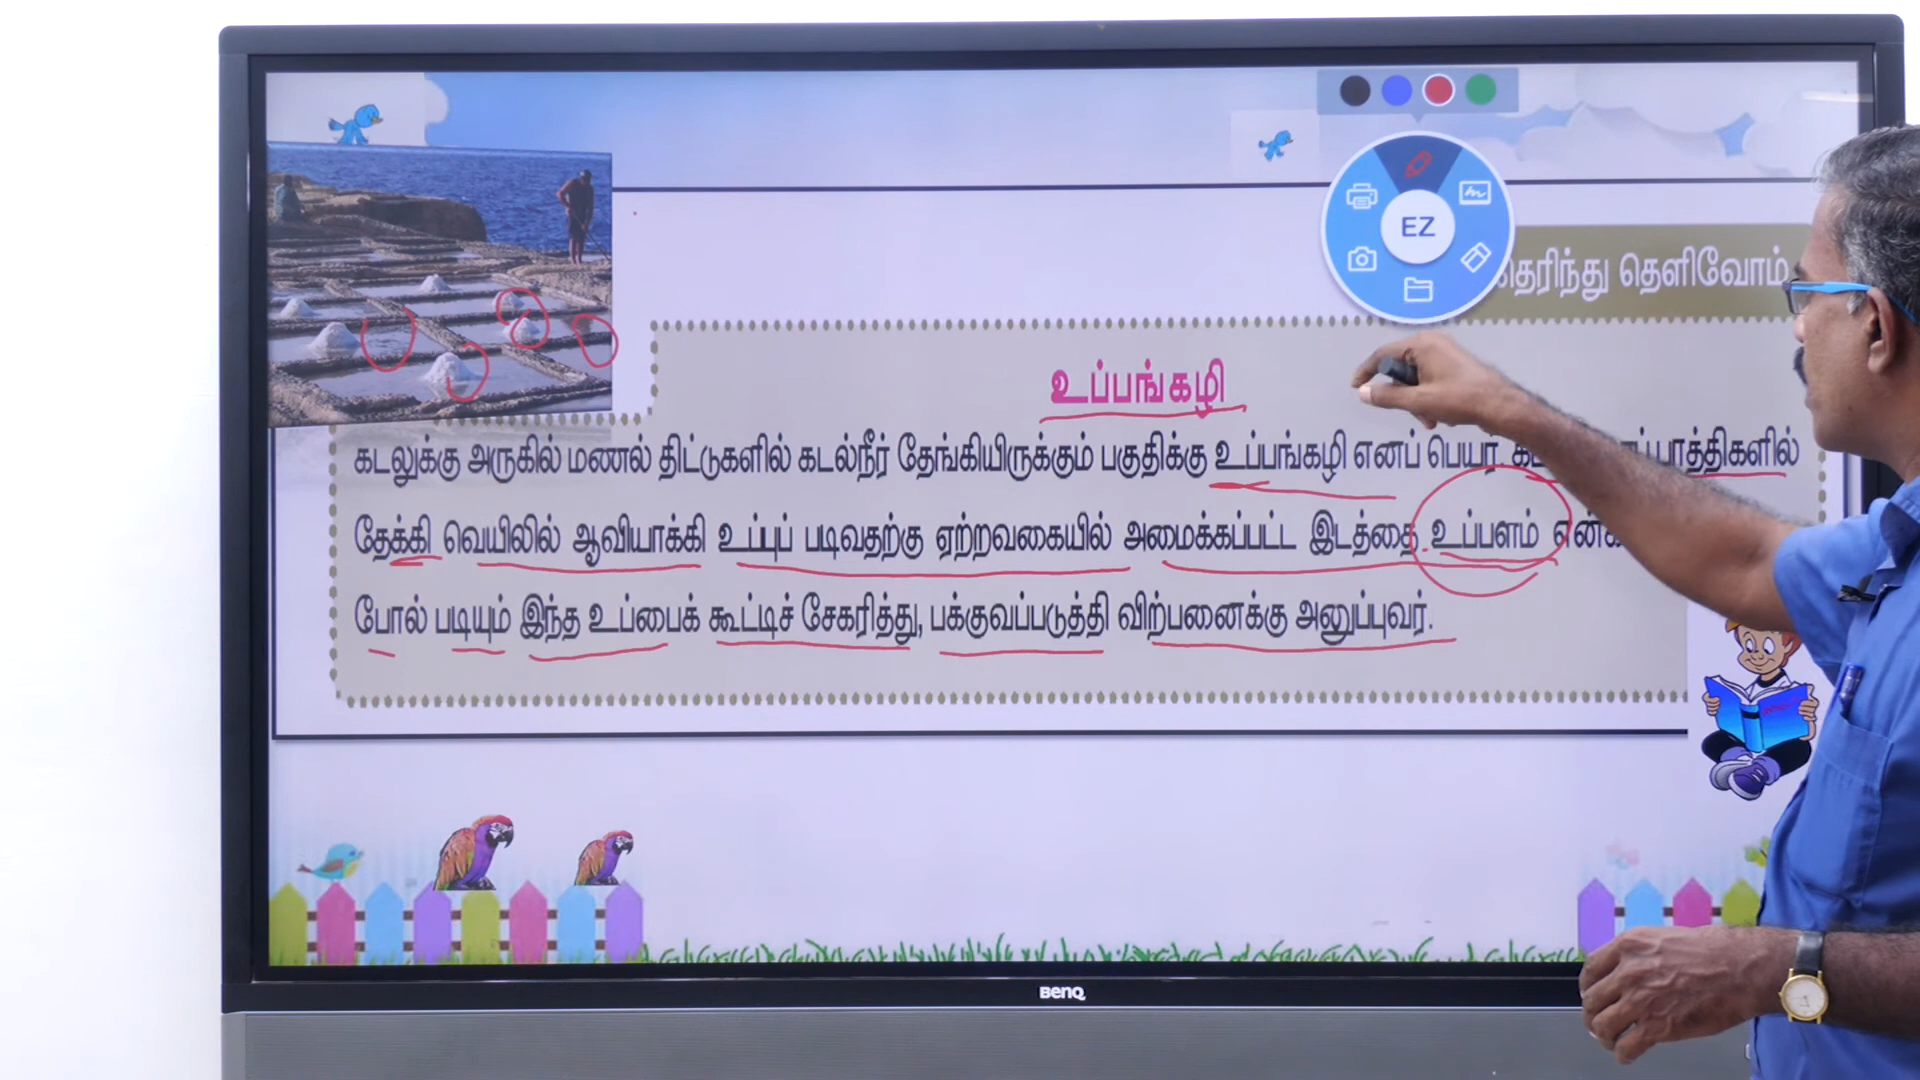 EZ
தெரிந்து தெளிவோம்
உப்பங்கழி
கடலுக்கு அருகில் மணல் திட்டுகளில் கடல்நீர் தேங்கியிருக்கும் பகுதிக்கு உப்பங்கழி எனப் பெயர். பாத்திகளில்
தேக்கி வெயிலில் ஆவியாக்கி உப்புப் படிவதற்கு ஏற்றவகையில் அமைக்கப்பட்ட இடத்தை உப்பளம்
போல் படியும் இந்த உப்பைக் கூட்டிச் சேகரித்து, பக்குவப்படுத்தி விற்பனைக்கு அனுப்புவர்.
BenQ